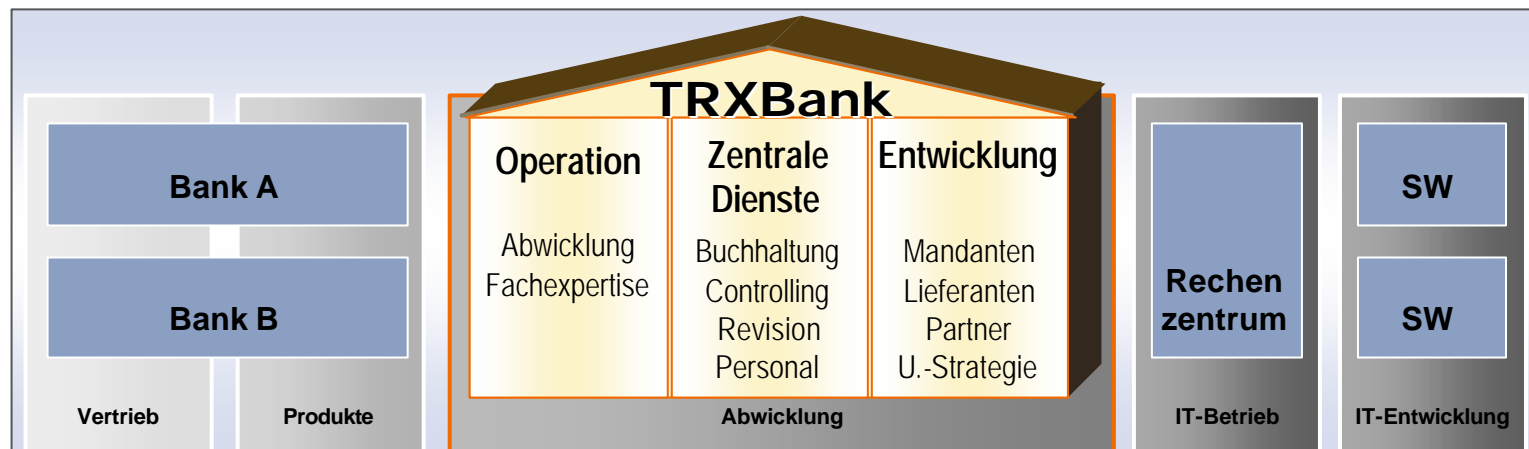 TRXBank
Bank A
Bank B
Vertrieb
Produkte
Operation
Abwicklung
Fachexpertise
Zentrale
Dienste
Buchhaltung
Controlling
Revision
Personal
Entwicklung
Mandanten
Lieferanten
Partner
U.-Strategie
Abwicklung
Rechen
zentrum
IT-Betrieb
SW
SW
IT-Entwicklung